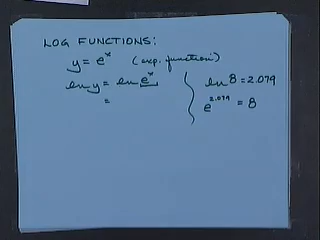 LOG FUNCTIONS:
y = e^x (exp. function)
ln y = ln e^x
=
ln 8 = 2.079
e^2.079 = 8